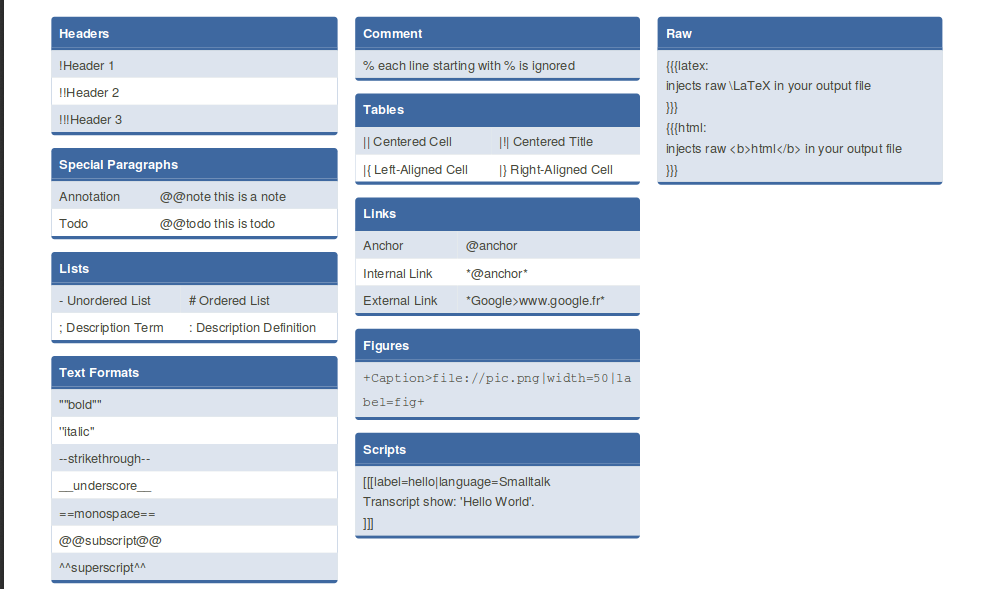 Headers
!Header 1
!!Header 2
!!!Header 3
Special Paragraphs
Annotation @@note this is a note
Todo @@todo this is todo
Lists
- Unordered List # Ordered List
; Description Term : Description Definition
Text Formats
""bold""
''italic''
--strikethrough--
__underscore__
==monospace==
@@subscript@@
^^superscript^^
Comment
% each line starting with % is ignored
Tables
|| Centered Cell |!| Centered Title
|{ Left-Aligned Cell |} Right-Aligned Cell
Links
Anchor @anchor
Internal Link *@anchor*
External Link *Google>www.google.fr*
Figures
+Caption>file://pic.png|width=50|la
bel=fig+
Scripts
[[[label=hello|language=Smalltalk
Transcript show: 'Hello World'.
]]]
Raw
{{{latex:
injects raw \LaTeX in your output file
}}}
{{{html:
injects raw <b>html</b> in your output file
}}}